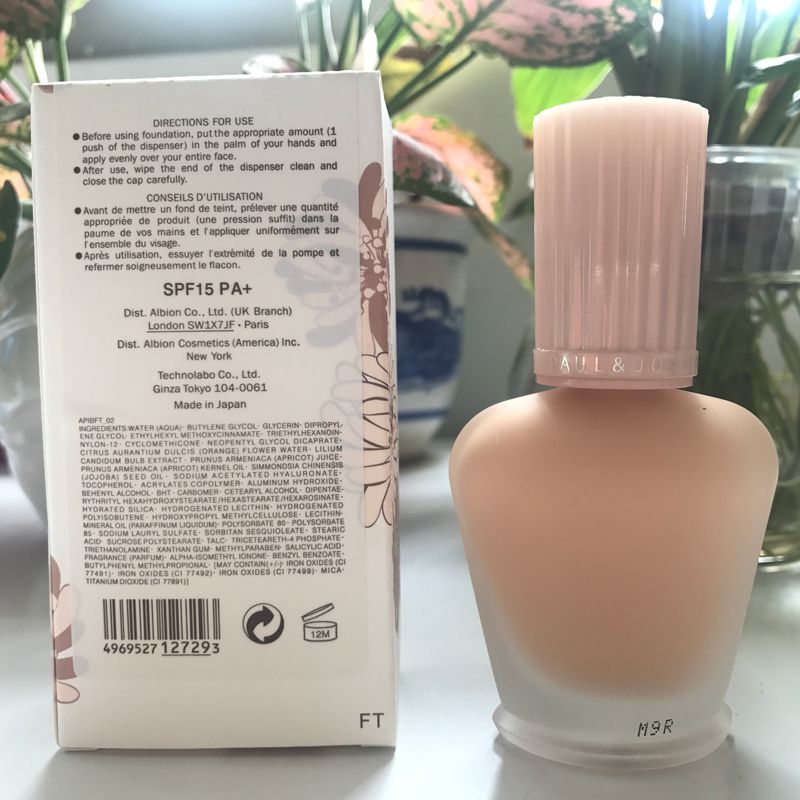 DIRECTIONS FOR USE
●Before using foundation, put the appropriate amount (1
push of the dispenser) in the palm of your hands and
apply evenly over your entire face.
●After use, wipe the end of the dispenser clean and
close the cap carefully.
CONSEILS D'UTILISATION
●Avant de mettre un fond de teint, prélever une quantité
appropriée de produit (une pression suffit) dans la
paume de vos mains et l'appliquer uniformément sur
l'ensemble du visage.
●Après utilisation, essuyer l'extrémité de la pompe et
refermer soigneusement le flacon.
SPF15 PA+
Dist. Albion Co., Ltd. (UK Branch)
London SW1X7JF • Paris
Dist. Albion Cosmetics (America) Inc.
New York
Technolabo Co., Ltd.
Ginza Tokyo 104-0061
Made in Japan
APIBFT_02
INGREDIENTS:WATER (AQUA)· BUTYLENE GLYCOL· GLYCERIN· DIPROPYL-
ENE GLYCOL· ETHYLHEXYL METHOXYCINNAMATE· TRIETHYLHEXANOIN·
NYLON-12· CYCLOMETHICONE· NEOPENTYL GLYCOL DICAPRATE·
CITRUS AURANTIUM DULCIS (ORANGE) FLOWER WATER· LILIUM
CANDIDUM BULB EXTRACT· PRUNUS ARMENIACA (APRICOT) JUICE·
PRUNUS ARMENIACA (APRICOT) KERNEL OIL· SIMMONDSIA CHINENSIS
(JOJOBA) SEED OIL· SODIUM ACETYLATED HYALURONATE·
TOCOPHEROL· ACRYLATES COPOLYMER· ALUMINUM HYDROXIDE·
BEHENYL ALCOHOL· BHT· CARBOMER· CETEARYL ALCOHOL· DIPENTAE-
RYTHRITYL HEXAHYDROXYSTEARATE/HEXASTEARATE/HEXAROSINATE·
HYDRATED SILICA· HYDROGENATED LECITHIN· HYDROGENATED
POLYISOBUTENE· HYDROXYPROPYL METHYLCELLULOSE· LECITHIN·
MINERAL OIL (PARAFFINUM LIQUIDUM)· POLYSORBATE 80· POLYSORBATE
85· SODIUM LAURYL SULFATE· SORBITAN SESQUIOLEATE· STEARIC
ACID· SUCROSE POLYSTEARATE· TALC· TRICETEARETH-4 PHOSPHATE·
TRIETHANOLAMINE· XANTHAN GUM· METHYLPARABEN· SALICYLIC ACID·
FRAGRANCE (PARFUM)· ALPHA-ISOMETHYL IONONE· BENZYL BENZOATE·
BUTYLPHENYL METHYLPROPIONAL· [MAY CONTAIN(+/-)· IRON OXIDES (CI
77491)· IRON OXIDES (CI 77492)· IRON OXIDES (CI 77499)· MICA·
TITANIUM DIOXIDE (CI 77891)]
4969527 127293
12M
FT
PAUL & JOE
M9R